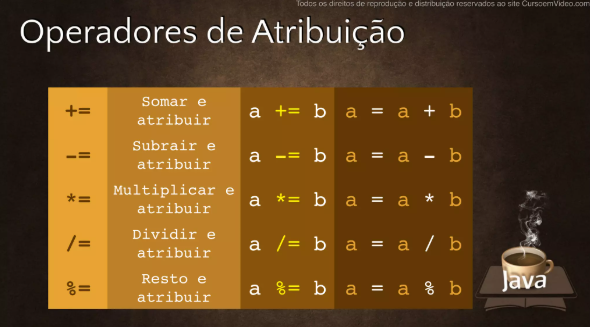 Todos os direitos de reprodução e distribuição reservados ao site CursoemVideo.com
Operadores de Atribuição
+= Somar e atribuir a += b a = a + b
-= Subrair e atribuir a -= b a = a - b
*= Multiplicar e atribuir a *= b a = a * b
/= Dividir e atribuir a /= b a = a / b
%= Resto e atribuir a %= b a = a % b
Java